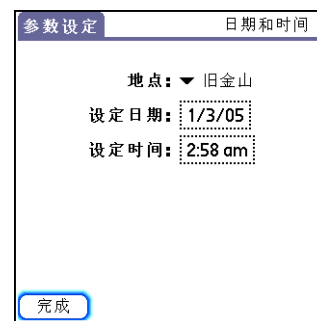 参数设定 日期和时间
地点: 旧金山
设定日期: 1/3/05
设定时间: 2:58 am
完成